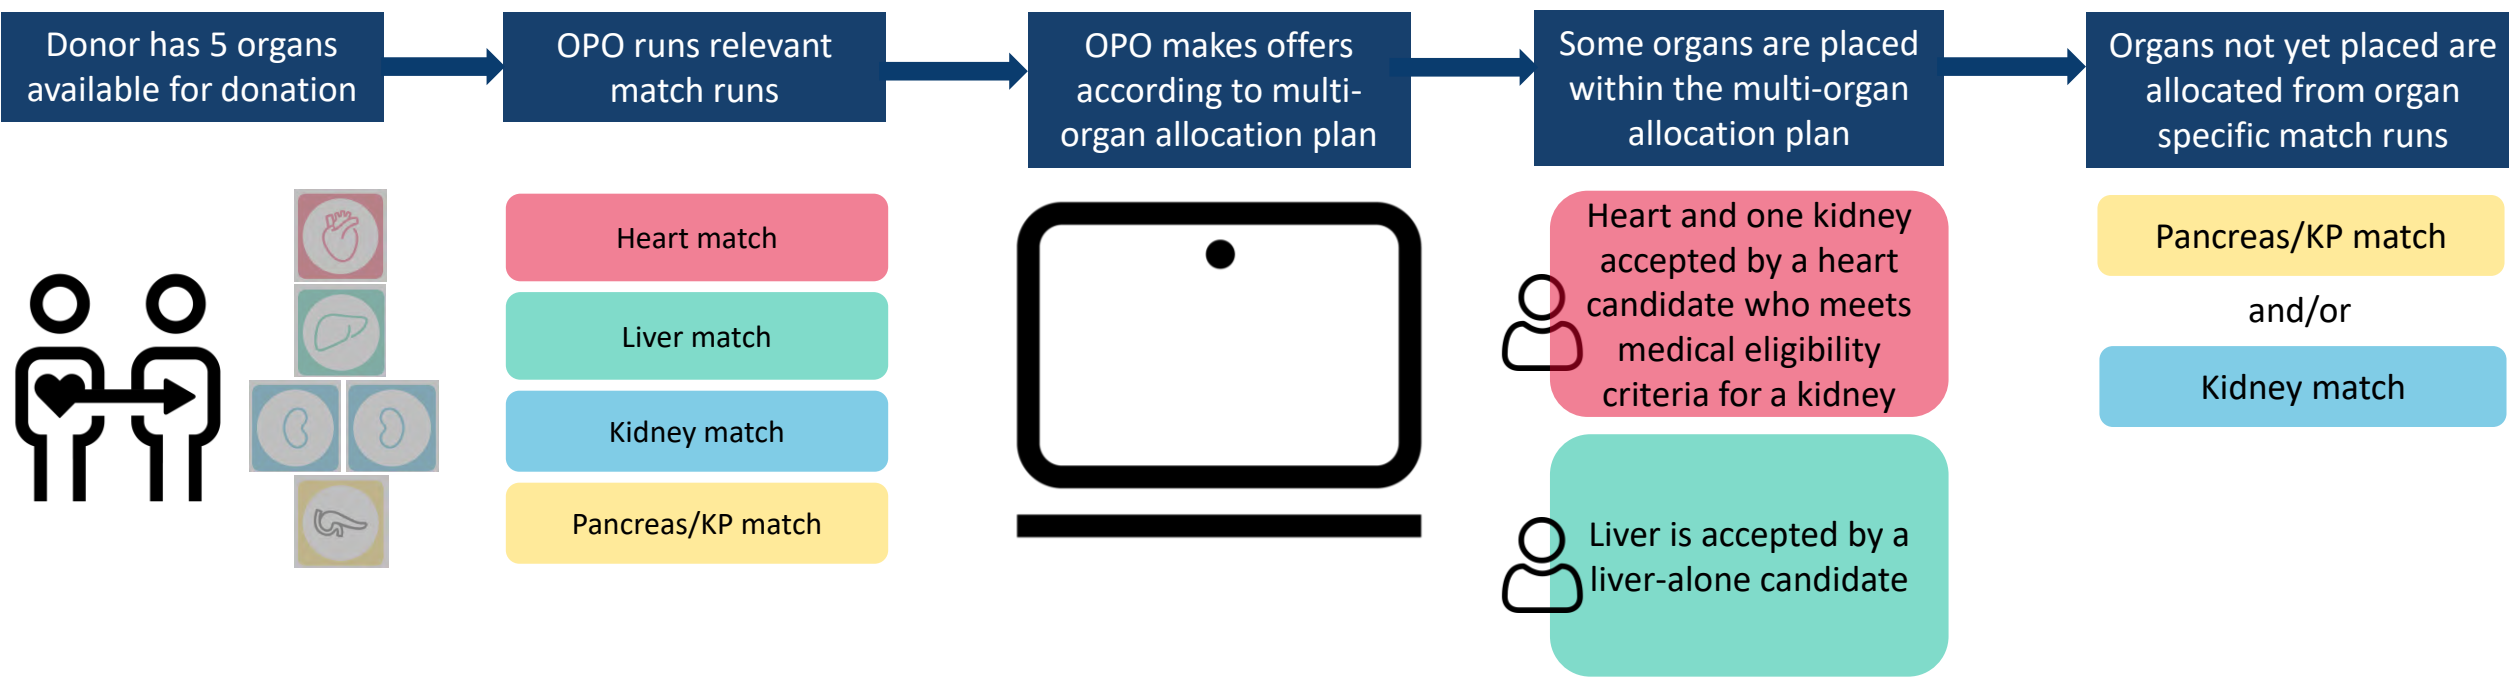 Donor has 5 organs
available for donation
OPO runs relevant
match runs
OPO makes offers
according to multi-
organ allocation plan
Some organs are placed
within the multi-organ
allocation plan
Organs not yet placed are
allocated from organ
specific match runs
Heart match
Liver match
Kidney match
Pancreas/KP match
Heart and one kidney
accepted by a heart
candidate who meets
medical eligibility
criteria for a kidney
Liver is accepted by a
liver-alone candidate
Pancreas/KP match
and/or
Kidney match